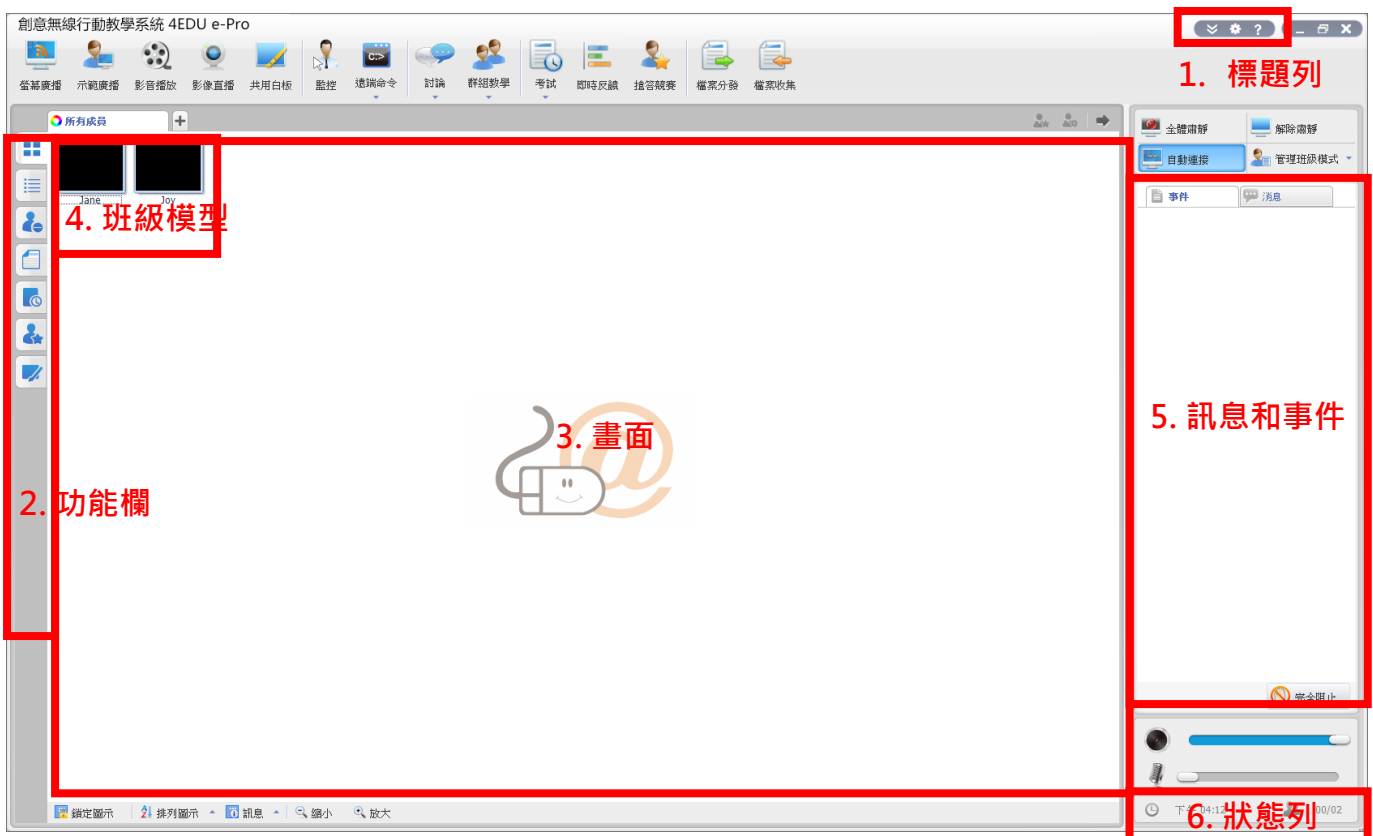 創意無線行動教學系統 4EDU e-Pro
1. 標題列
螢幕廣播 示範廣播 影音播放 影像直播 共用白板 監控 遠端命令 討論 群組教學 考試 即時反饋 搶答競賽 檔案分發 檔案收集
所有成員
全體肅靜 解除肅靜
自動連接 管理班級模式
Jane Joy
4. 班級模型
事件 消息
3. 畫面
5. 訊息和事件
2. 功能欄
完全阻止
鎖定圖示 排列圖示 訊息 縮小 放大
下午 04:12 00/02
6. 狀態列